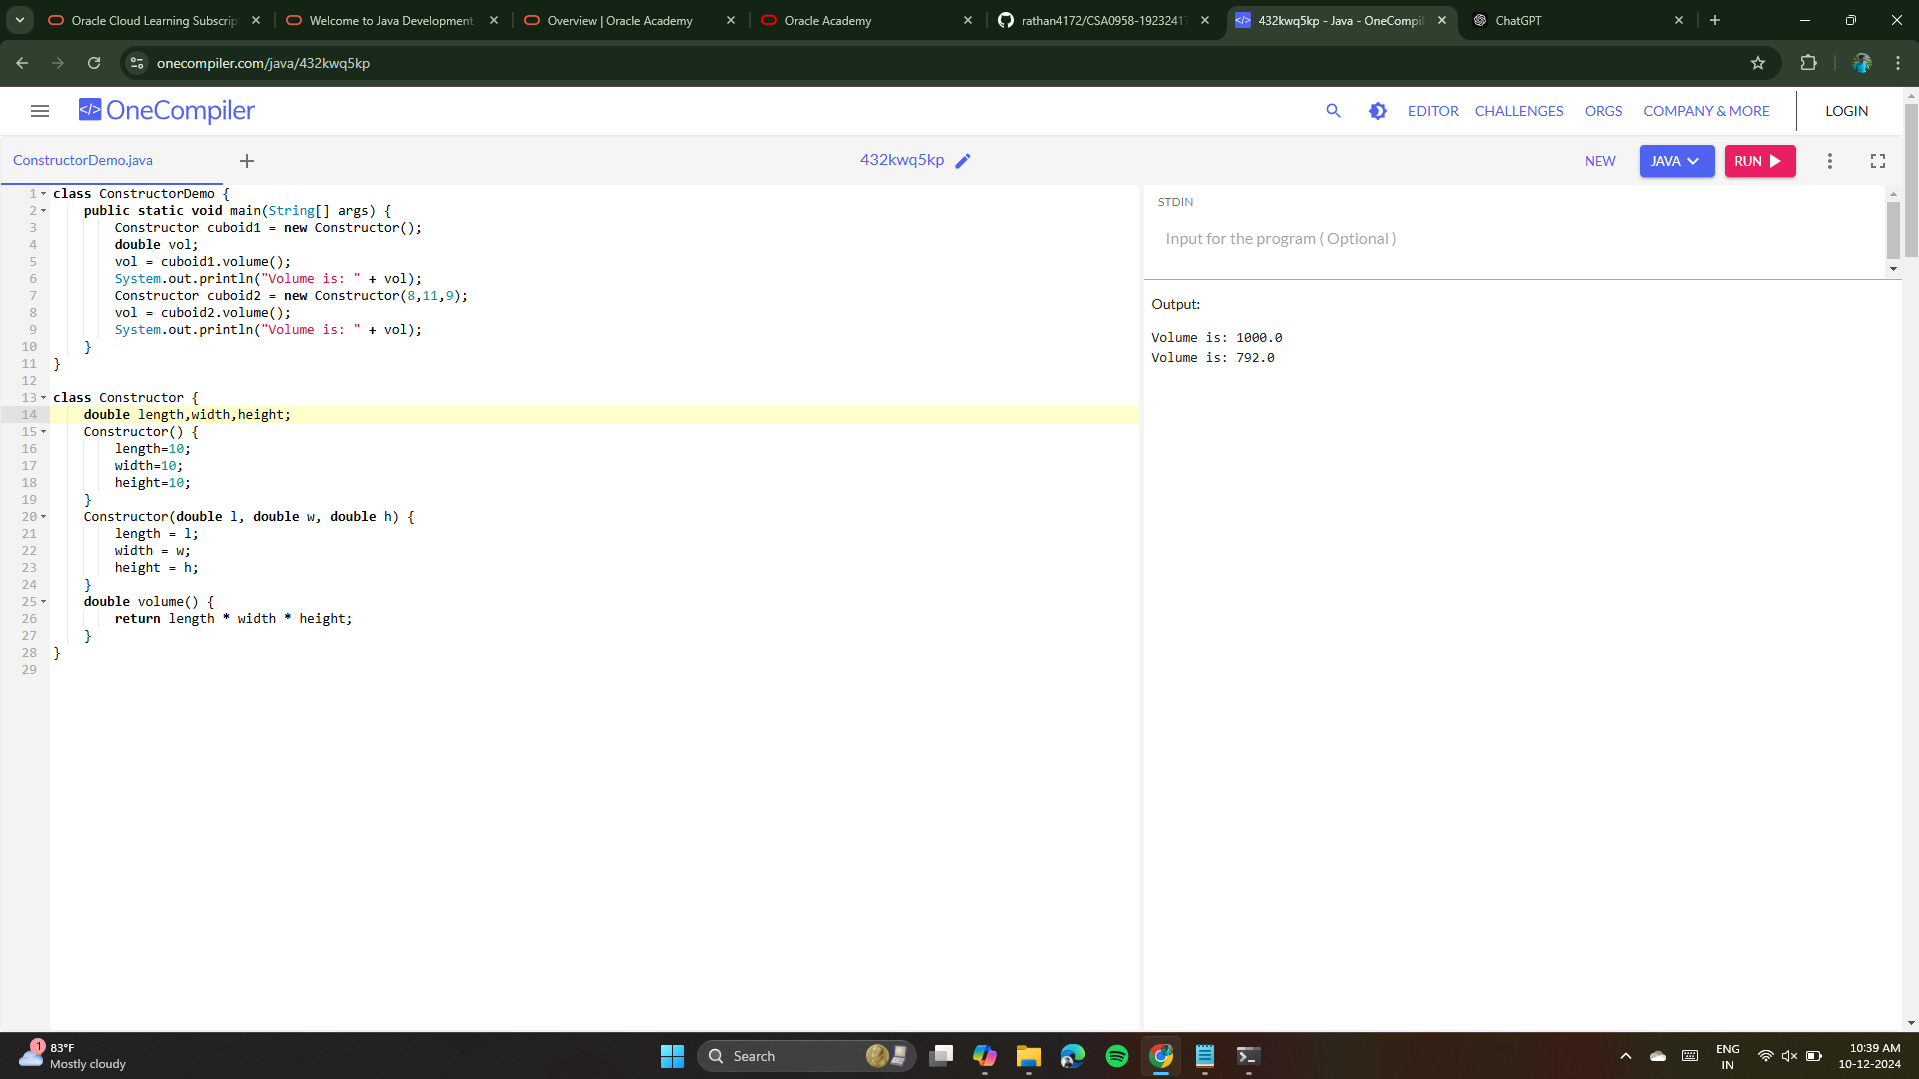 Oracle Cloud Learning Subscrip
Welcome to Java Development
Overview | Oracle Academy
Oracle Academy
rathan4172/CSA0958-1923241
432kwq5kp - Java - OneCompil
ChatGPT
onecompiler.com/java/432kwq5kp
</> OneCompiler
EDITOR CHALLENGES ORGS COMPANY & MORE LOGIN
ConstructorDemo.java + 432kwq5kp NEW JAVA RUN
1 class ConstructorDemo {
2 public static void main(String[] args) {
3 Constructor cuboid1 = new Constructor();
4 double vol;
5 vol = cuboid1.volume();
6 System.out.println("Volume is: " + vol);
7 Constructor cuboid2 = new Constructor(8,11,9);
8 vol = cuboid2.volume();
9 System.out.println("Volume is: " + vol);
10 }
11 }
12
13 class Constructor {
14 double length,width,height;
15 Constructor() {
16 length=10;
17 width=10;
18 height=10;
19 }
20 Constructor(double l, double w, double h) {
21 length = l;
22 width = w;
23 height = h;
24 }
25 double volume() {
26 return length * width * height;
27 }
28 }
29
STDIN
Input for the program ( Optional )
Output:
Volume is: 1000.0
Volume is: 792.0
1
83°F
Mostly cloudy
Search
ENG
IN
10:39 AM
10-12-2024